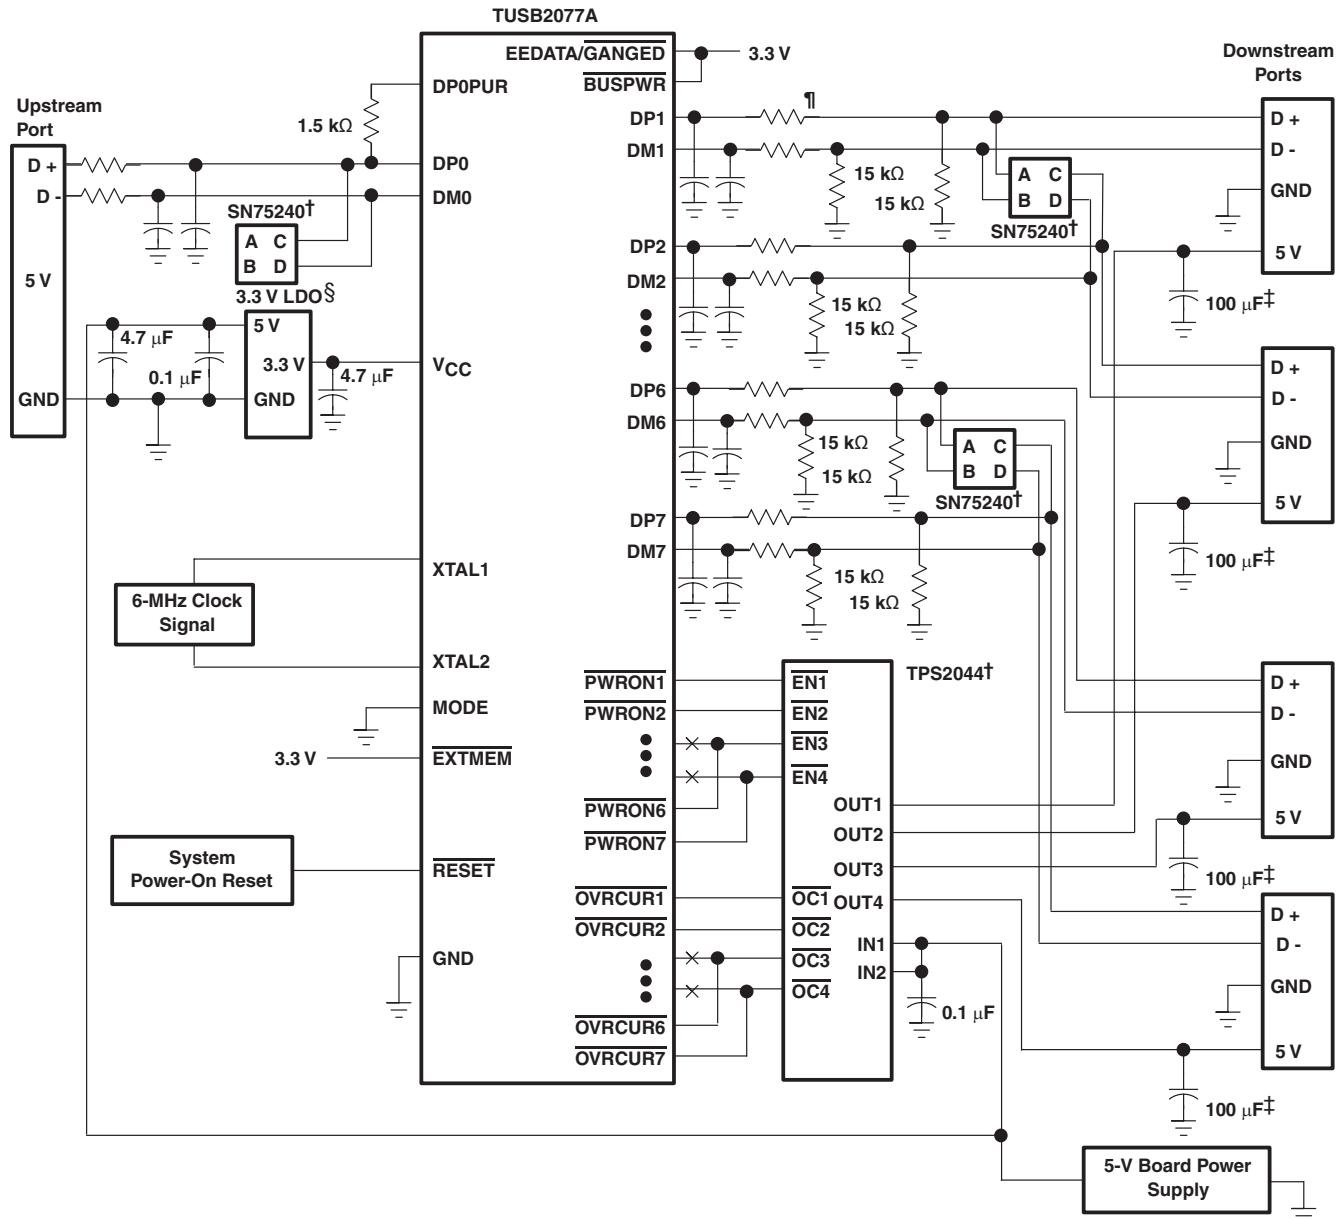 TUSB2077A
Upstream
Port
D +
D -
5 V
GND
1.5 kΩ
SN75240†
A C
B D
3.3 V LDO§
5 V
3.3 V
GND
4.7 μF
0.1 μF
4.7 μF
6-MHz Clock
Signal
3.3 V
System
Power-On Reset
DP0PUR
DP0
DM0
VCC
XTAL1
XTAL2
MODE
EXTMEM
RESET
GND
EEDATA/GANGED
BUSPWR
3.3 V
DP1
DM1
¶
15 kΩ
15 kΩ
A C
B D
SN75240†
DP2
DM2
15 kΩ
15 kΩ
DP6
DM6
15 kΩ
15 kΩ
A C
B D
SN75240†
DP7
DM7
15 kΩ
15 kΩ
PWRON1
PWRON2
PWRON6
PWRON7
OVRCUR1
OVRCUR2
OVRCUR6
OVRCUR7
TPS2044†
EN1
EN2
EN3
EN4
OUT1
OUT2
OUT3
OC1 OUT4
OC2
IN1
OC3
IN2
OC4
0.1 μF
Downstream
Ports
D +
D -
GND
5 V
100 μF‡
D +
D -
GND
5 V
100 μF‡
D +
D -
GND
5 V
100 μF‡
D +
D -
GND
5 V
100 μF‡
5-V Board Power
Supply